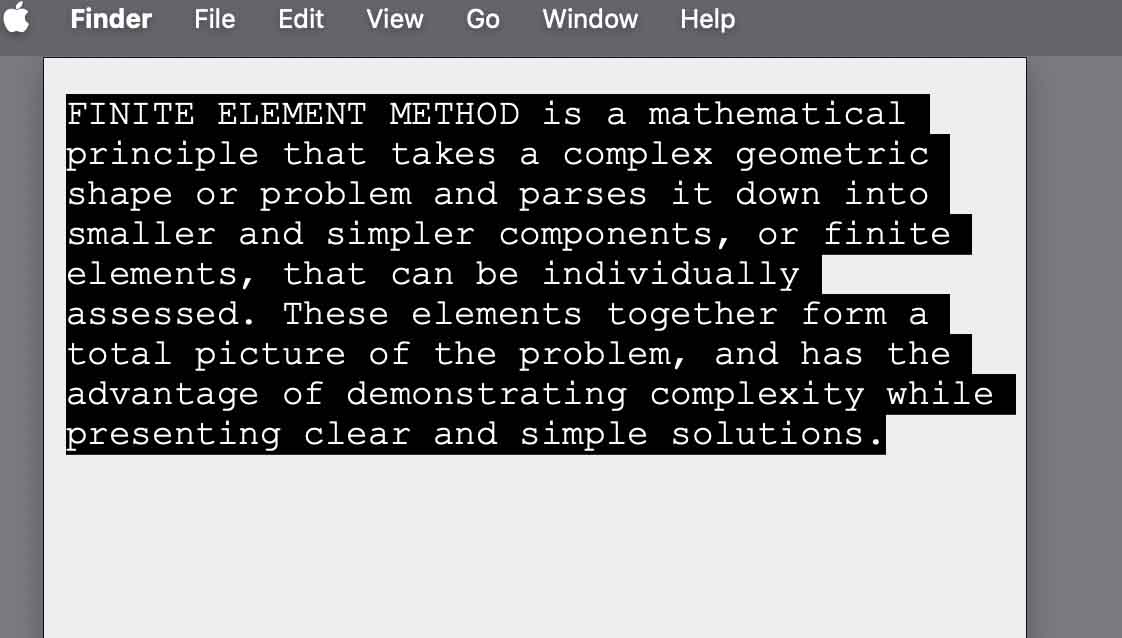 Finder File Edit View Go Window Help
FINITE ELEMENT METHOD is a mathematical
principle that takes a complex geometric
shape or problem and parses it down into
smaller and simpler components, or finite
elements, that can be individually
assessed. These elements together form a
total picture of the problem, and has the
advantage of demonstrating complexity while
presenting clear and simple solutions.